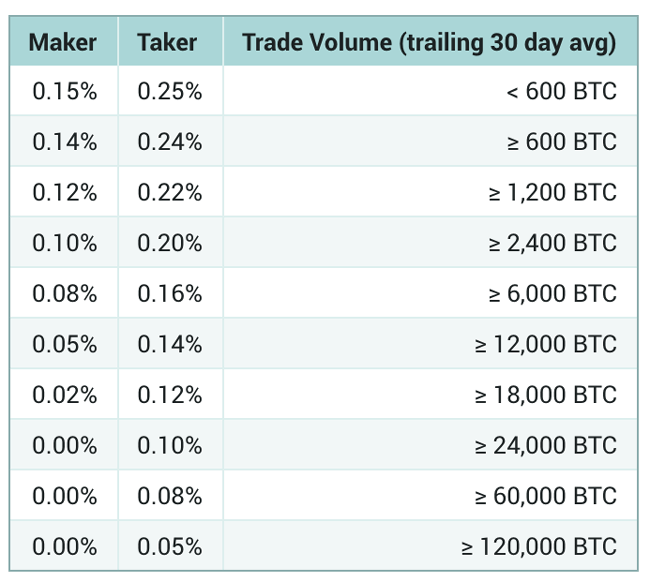 Maker Taker Trade Volume (trailing 30 day avg)
0.15% 0.25% < 600 BTC
0.14% 0.24% ≥ 600 BTC
0.12% 0.22% ≥ 1,200 BTC
0.10% 0.20% ≥ 2,400 BTC
0.08% 0.16% ≥ 6,000 BTC
0.05% 0.14% ≥ 12,000 BTC
0.02% 0.12% ≥ 18,000 BTC
0.00% 0.10% ≥ 24,000 BTC
0.00% 0.08% ≥ 60,000 BTC
0.00% 0.05% ≥ 120,000 BTC